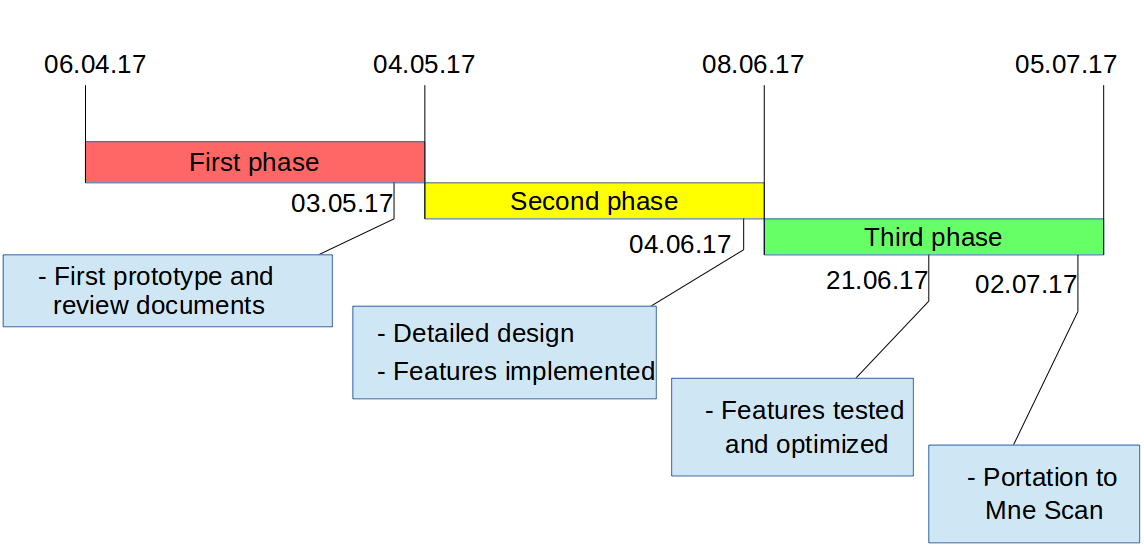 06.04.17
04.05.17
08.06.17
05.07.17
First phase
03.05.17
Second phase
04.06.17
Third phase
21.06.17
02.07.17
- First prototype and
review documents
- Detailed design
- Features implemented
- Features tested
and optimized
- Portation to
Mne Scan